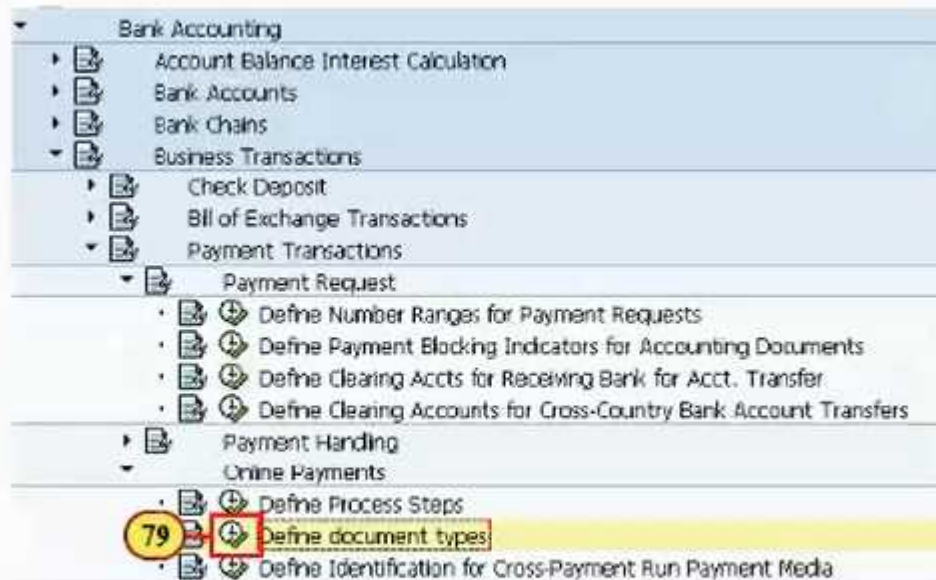 Bank Accounting
Account Balance Interest Calculation
Bank Accounts
Bank Chains
Business Transactions
Check Deposit
Bill of Exchange Transactions
Payment Transactions
Payment Request
Define Number Ranges for Payment Requests
Define Payment Blocking Indicators for Accounting Documents
Define Clearing Accts for Receiving Bank for Acct. Transfer
Define Clearing Accounts for Cross-Country Bank Account Transfers
Payment Handling
Online Payments
Define Process Steps
79 Define document types
Define Identification for Cross-Payment Run Payment Media